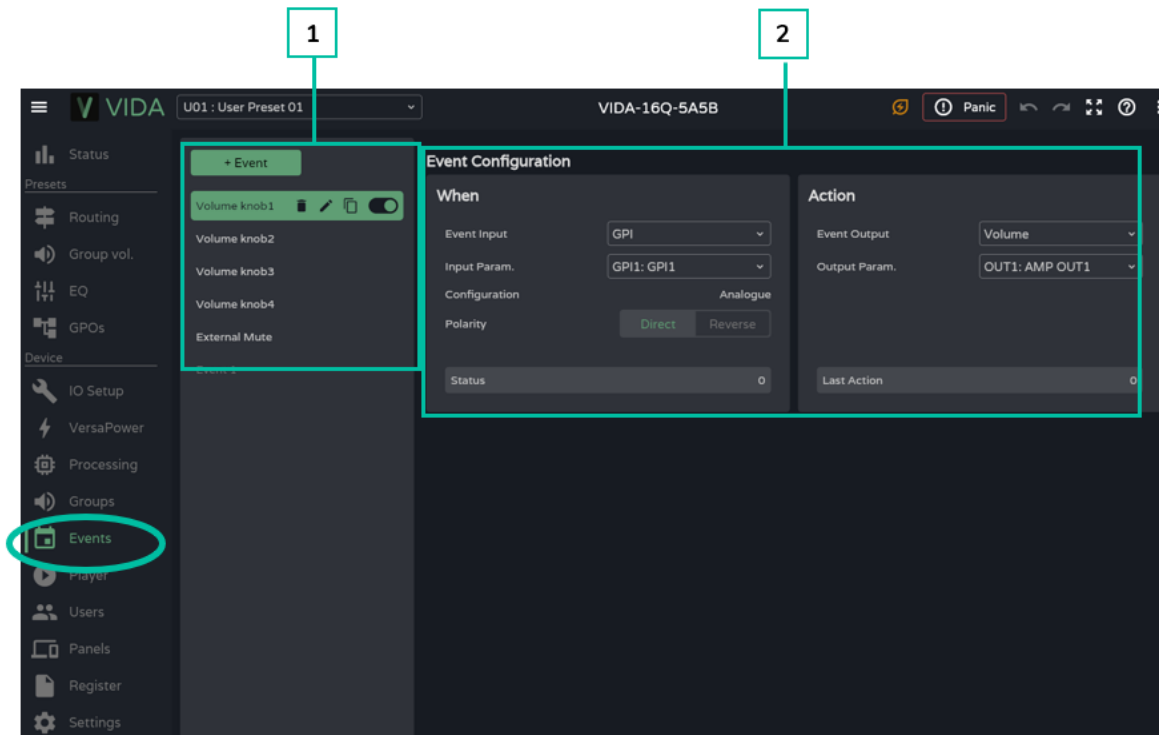 1
2
VIDA
U01 : User Preset 01
VIDA-16Q-5A5B
Panic
Status
Presets
Routing
Group vol.
EQ
GPOs
Device
IO Setup
VersaPower
Processing
Groups
Events
Player
Users
Panels
Register
Settings
+ Event
Volume knob1
Volume knob2
Volume knob3
Volume knob4
External Mute
Event 1
Event Configuration
When
Event Input GPI
Input Param. GPI1: GPI1
Configuration Analogue
Polarity Direct Reverse
Status 0
Action
Event Output Volume
Output Param. OUT1: AMP OUT1
Last Action 0